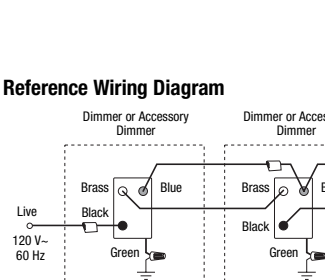 Reference Wiring Diagram
Dimmer or Accessory
Dimmer
Dimmer or
Dimmer
Brass
Blue
Brass
Live
Black
Black
120 V~
60 Hz
Green
Green